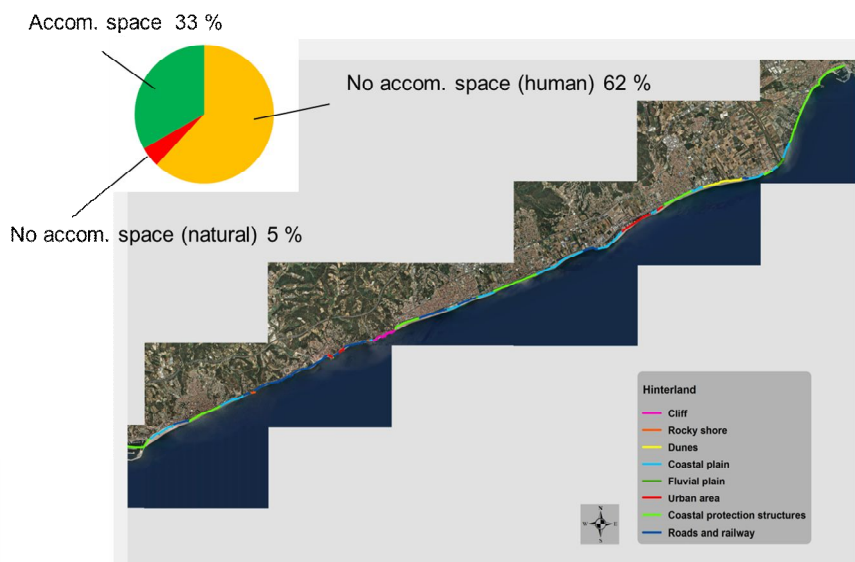 Accom. space 33 %
No accom. space (human) 62 %
No accom. space (natural) 5 %
Hinterland
Cliff
Rocky shore
Dunes
Coastal plain
Fluvial plain
Urban area
Coastal protection structures
Roads and railway
N
W E
S